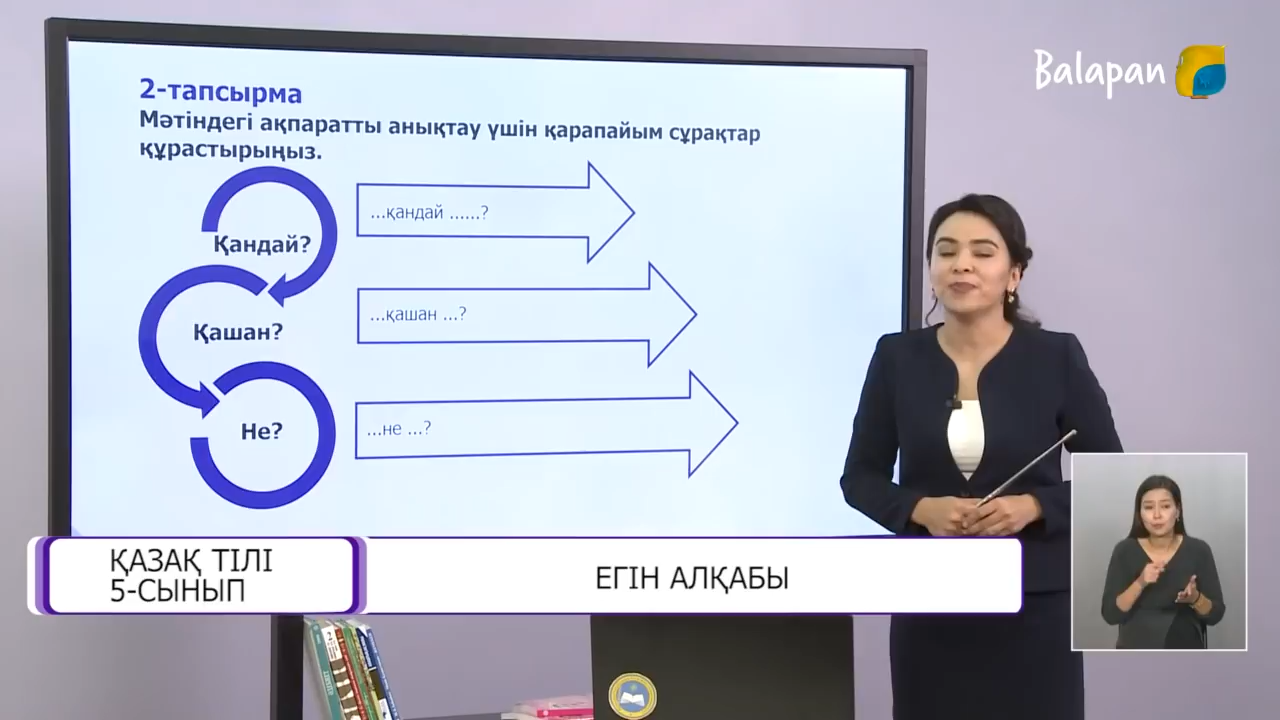 Balapan
2-тапсырма
Мәтіндегі ақпаратты анықтау үшін қарапайым сұрақтар
құрастырыңыз.
Қандай?
...қандай ......?
Қашан?
...қашан ...?
Не?
...не ...?
ҚАЗАҚ ТІЛІ
5-СЫНЫП
ЕГІН АЛҚАБЫ